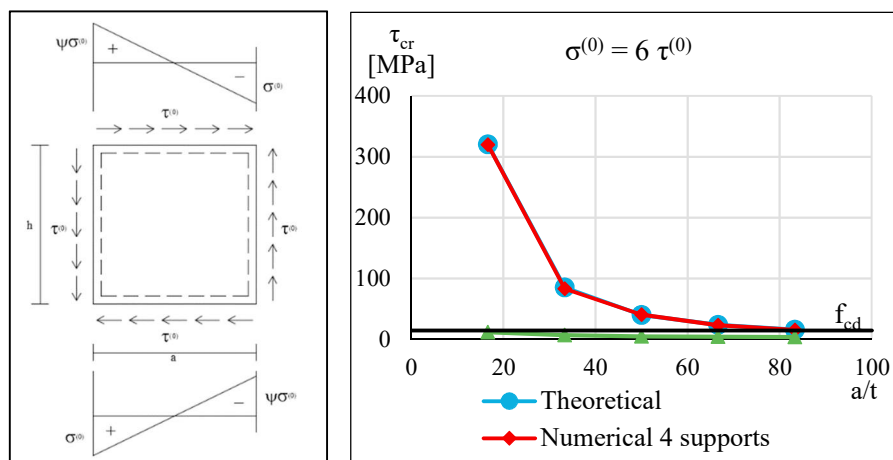 ψσ⁽⁰⁾
+
−
σ⁽⁰⁾
τ⁽⁰⁾
h
τ⁽⁰⁾
τ⁽⁰⁾
τ⁽⁰⁾
a
+
−
ψσ⁽⁰⁾
σ⁽⁰⁾
τcr
[MPa]
σ⁽⁰⁾ = 6 τ⁽⁰⁾
400
300
200
100
0
fcd
0 20 40 60 80 100
a/t
Theoretical
Numerical 4 supports